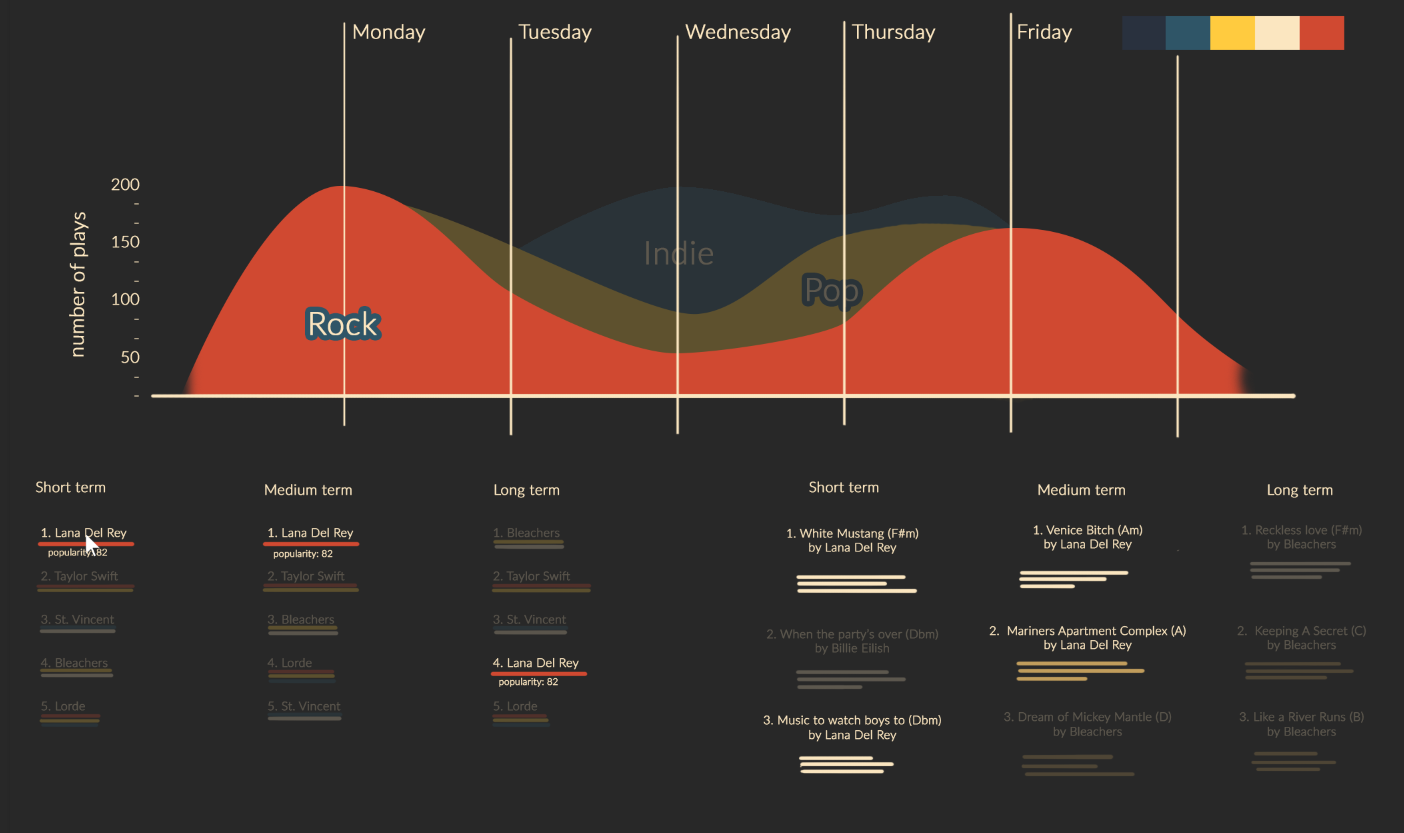 Monday
Tuesday
Wednesday
Thursday
Friday
number of plays
200
-
-
150
-
-
100
-
-
50
-
-
Indie
Pop
Rock
Short term
1. Lana Del Rey
popularity: 82
2. Taylor Swift
3. St. Vincent
4. Bleachers
5. Lorde
Medium term
1. Lana Del Rey
popularity: 82
2. Taylor Swift
3. Bleachers
4. Lorde
5. St. Vincent
Long term
1. Bleachers
2. Taylor Swift
3. St. Vincent
4. Lana Del Rey
popularity: 82
5. Lorde
Short term
1. White Mustang (F#m)
by Lana Del Rey
2. When the party's over (Dbm)
by Billie Eilish
3. Music to watch boys to (Dbm)
by Lana Del Rey
Medium term
1. Venice Bitch (Am)
by Lana Del Rey
2. Mariners Apartment Complex (A)
by Lana Del Rey
3. Dream of Mickey Mantle (D)
by Bleachers
Long term
1. Reckless love (F#m)
by Bleachers
2. Keeping A Secret (C)
by Bleachers
3. Like a River Runs (B)
by Bleachers